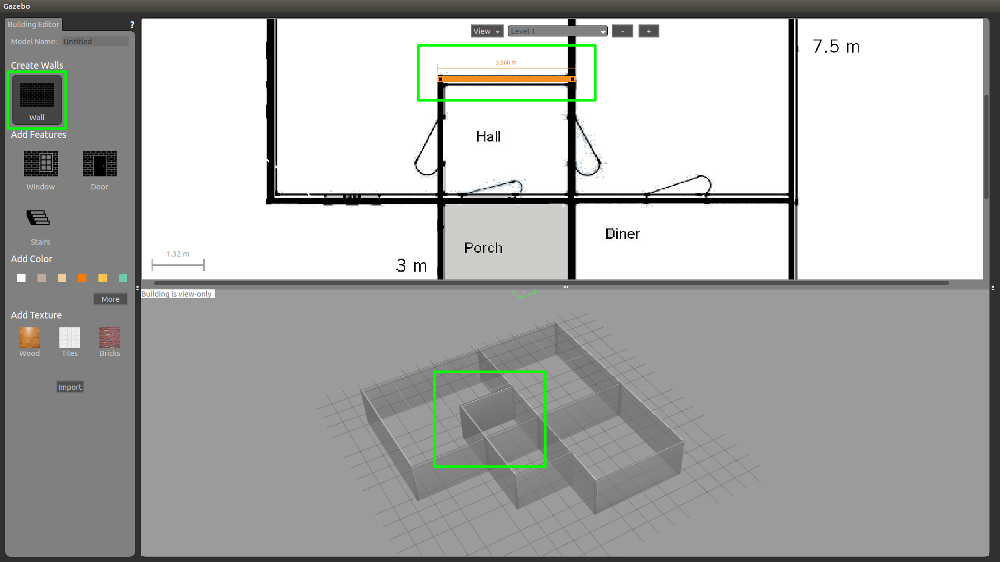 Gazebo
Building Editor
?
Model Name: Untitled
Create Walls
Wall
Add Features
Window Door
Stairs
Add Color
More
Add Texture
Wood Tiles Bricks
Import
View Level 1 - +
7.5 m
3.500 m
Hall
Diner
Porch
1.32 m
3 m
Building is view-only